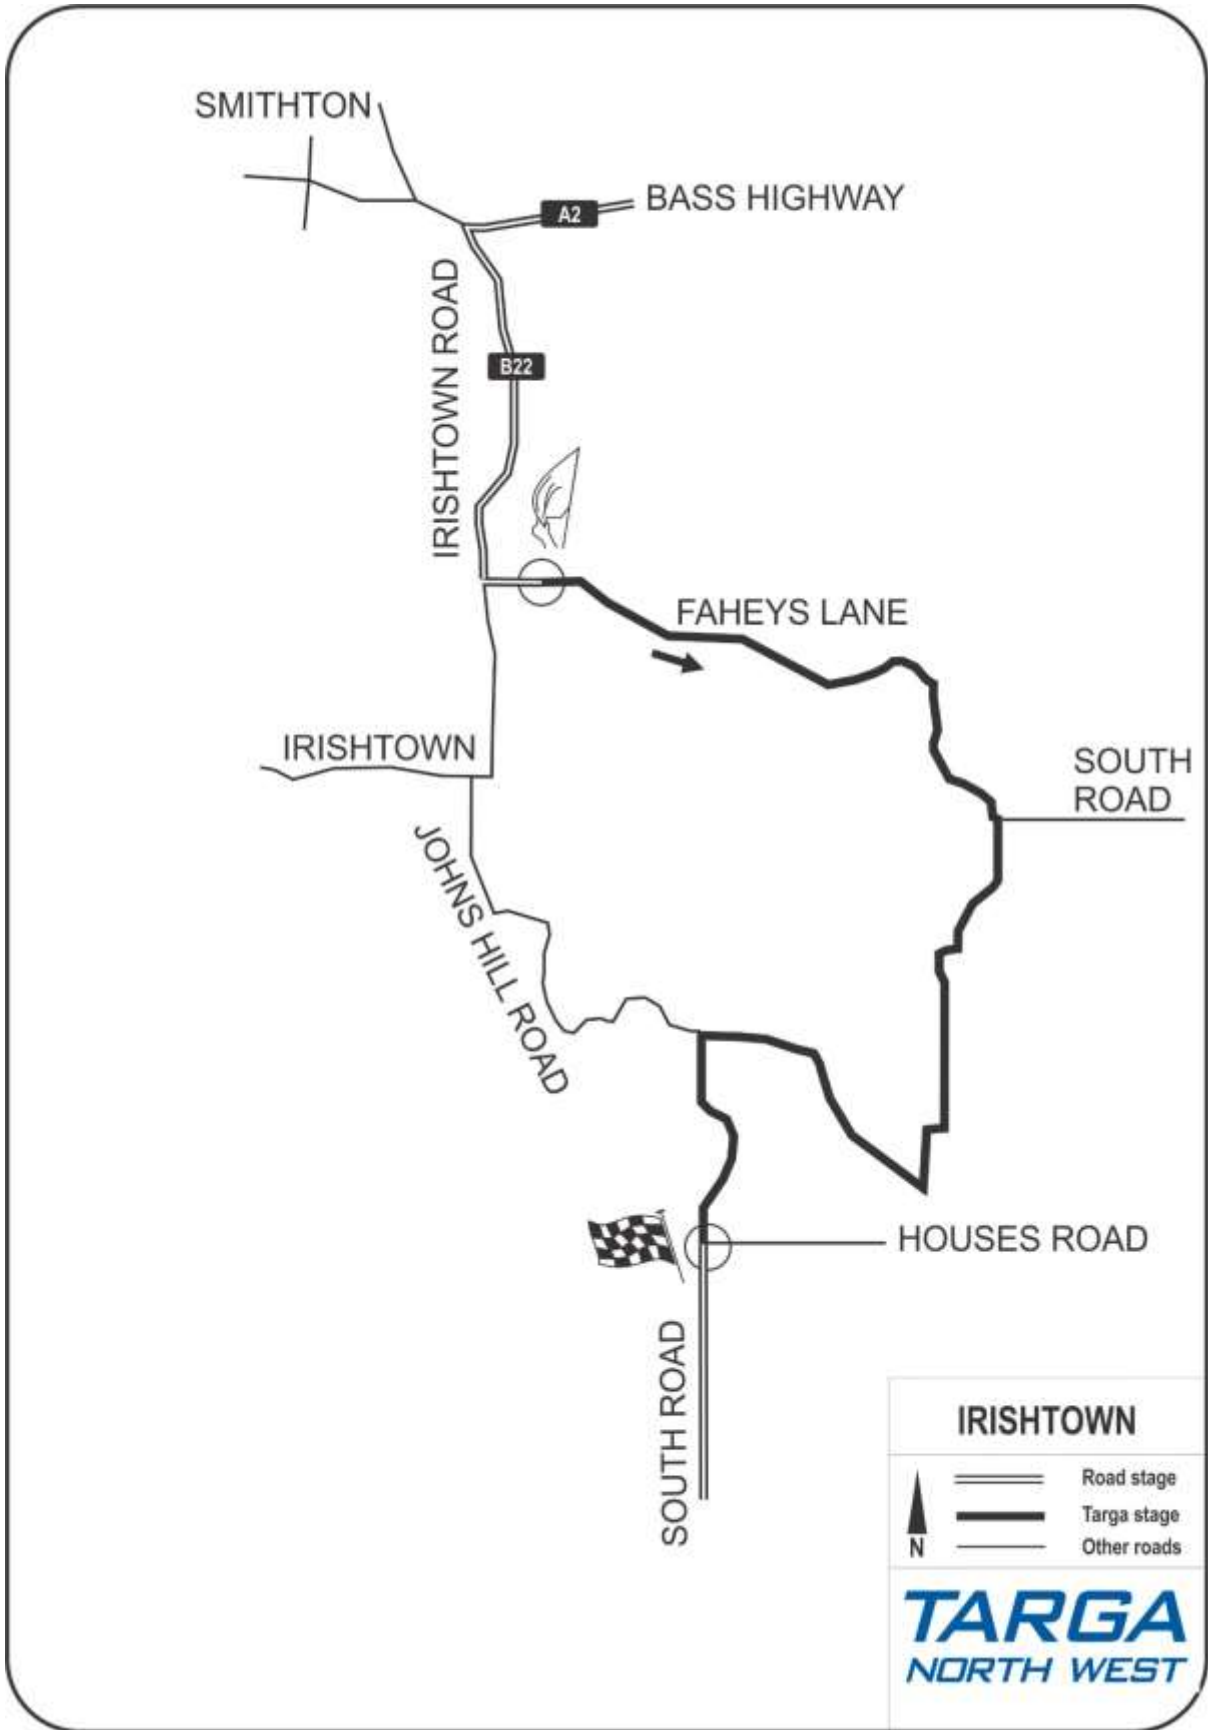 SMITHTON
BASS HIGHWAY
A2
IRISHTOWN ROAD
B22
FAHEYS LANE
IRISHTOWN
SOUTH
ROAD
JOHNS HILL ROAD
HOUSES ROAD
SOUTH ROAD
IRISHTOWN
Road stage
Targa stage
Other roads
N
TARGA
NORTH WEST